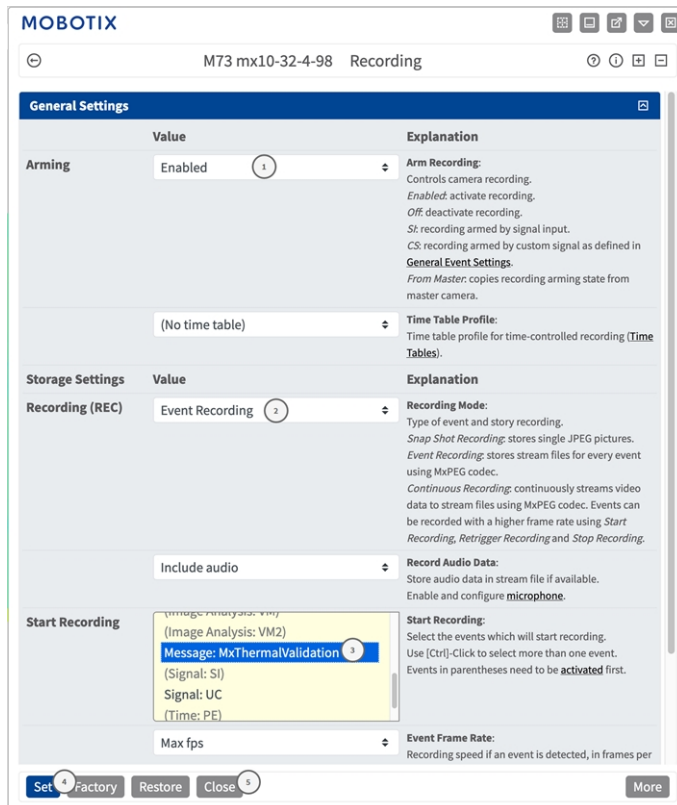 MOBOTIX
M73 mx10-32-4-98 Recording
General Settings
Value Explanation
Arming
Enabled 1
Arm Recording:
Controls camera recording.
Enabled: activate recording.
Off: deactivate recording.
SI: recording armed by signal input.
CS: recording armed by custom signal as defined in
General Event Settings.
From Master: copies recording arming state from
master camera.
(No time table)
Time Table Profile:
Time table profile for time-controlled recording (Time
Tables).
Storage Settings Value Explanation
Recording (REC)
Event Recording 2
Recording Mode:
Type of event and story recording.
Snap Shot Recording: stores single JPEG pictures.
Event Recording: stores stream files for every event
using MxPEG codec.
Continuous Recording: continuously streams video
data to stream files using MxPEG codec. Events can
be recorded with a higher frame rate using Start
Recording, Retrigger Recording and Stop Recording.
Include audio
Record Audio Data:
Store audio data in stream file if available.
Enable and configure microphone.
Start Recording
(Image Analysis: VM)
(Image Analysis: VM2)
Message: MxThermalValidation 3
(Signal: SI)
Signal: UC
(Time: PE)
Start Recording:
Select the events which will start recording.
Use [Ctrl]-Click to select more than one event.
Events in parentheses need to be activated first.
Max fps
Event Frame Rate:
Recording speed if an event is detected, in frames per
Set 4 Factory Restore Close 5 More